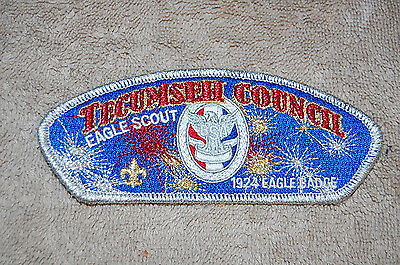 TECUMSEH COUNCIL
EAGLE SCOUT
1924 EAGLE BADGE